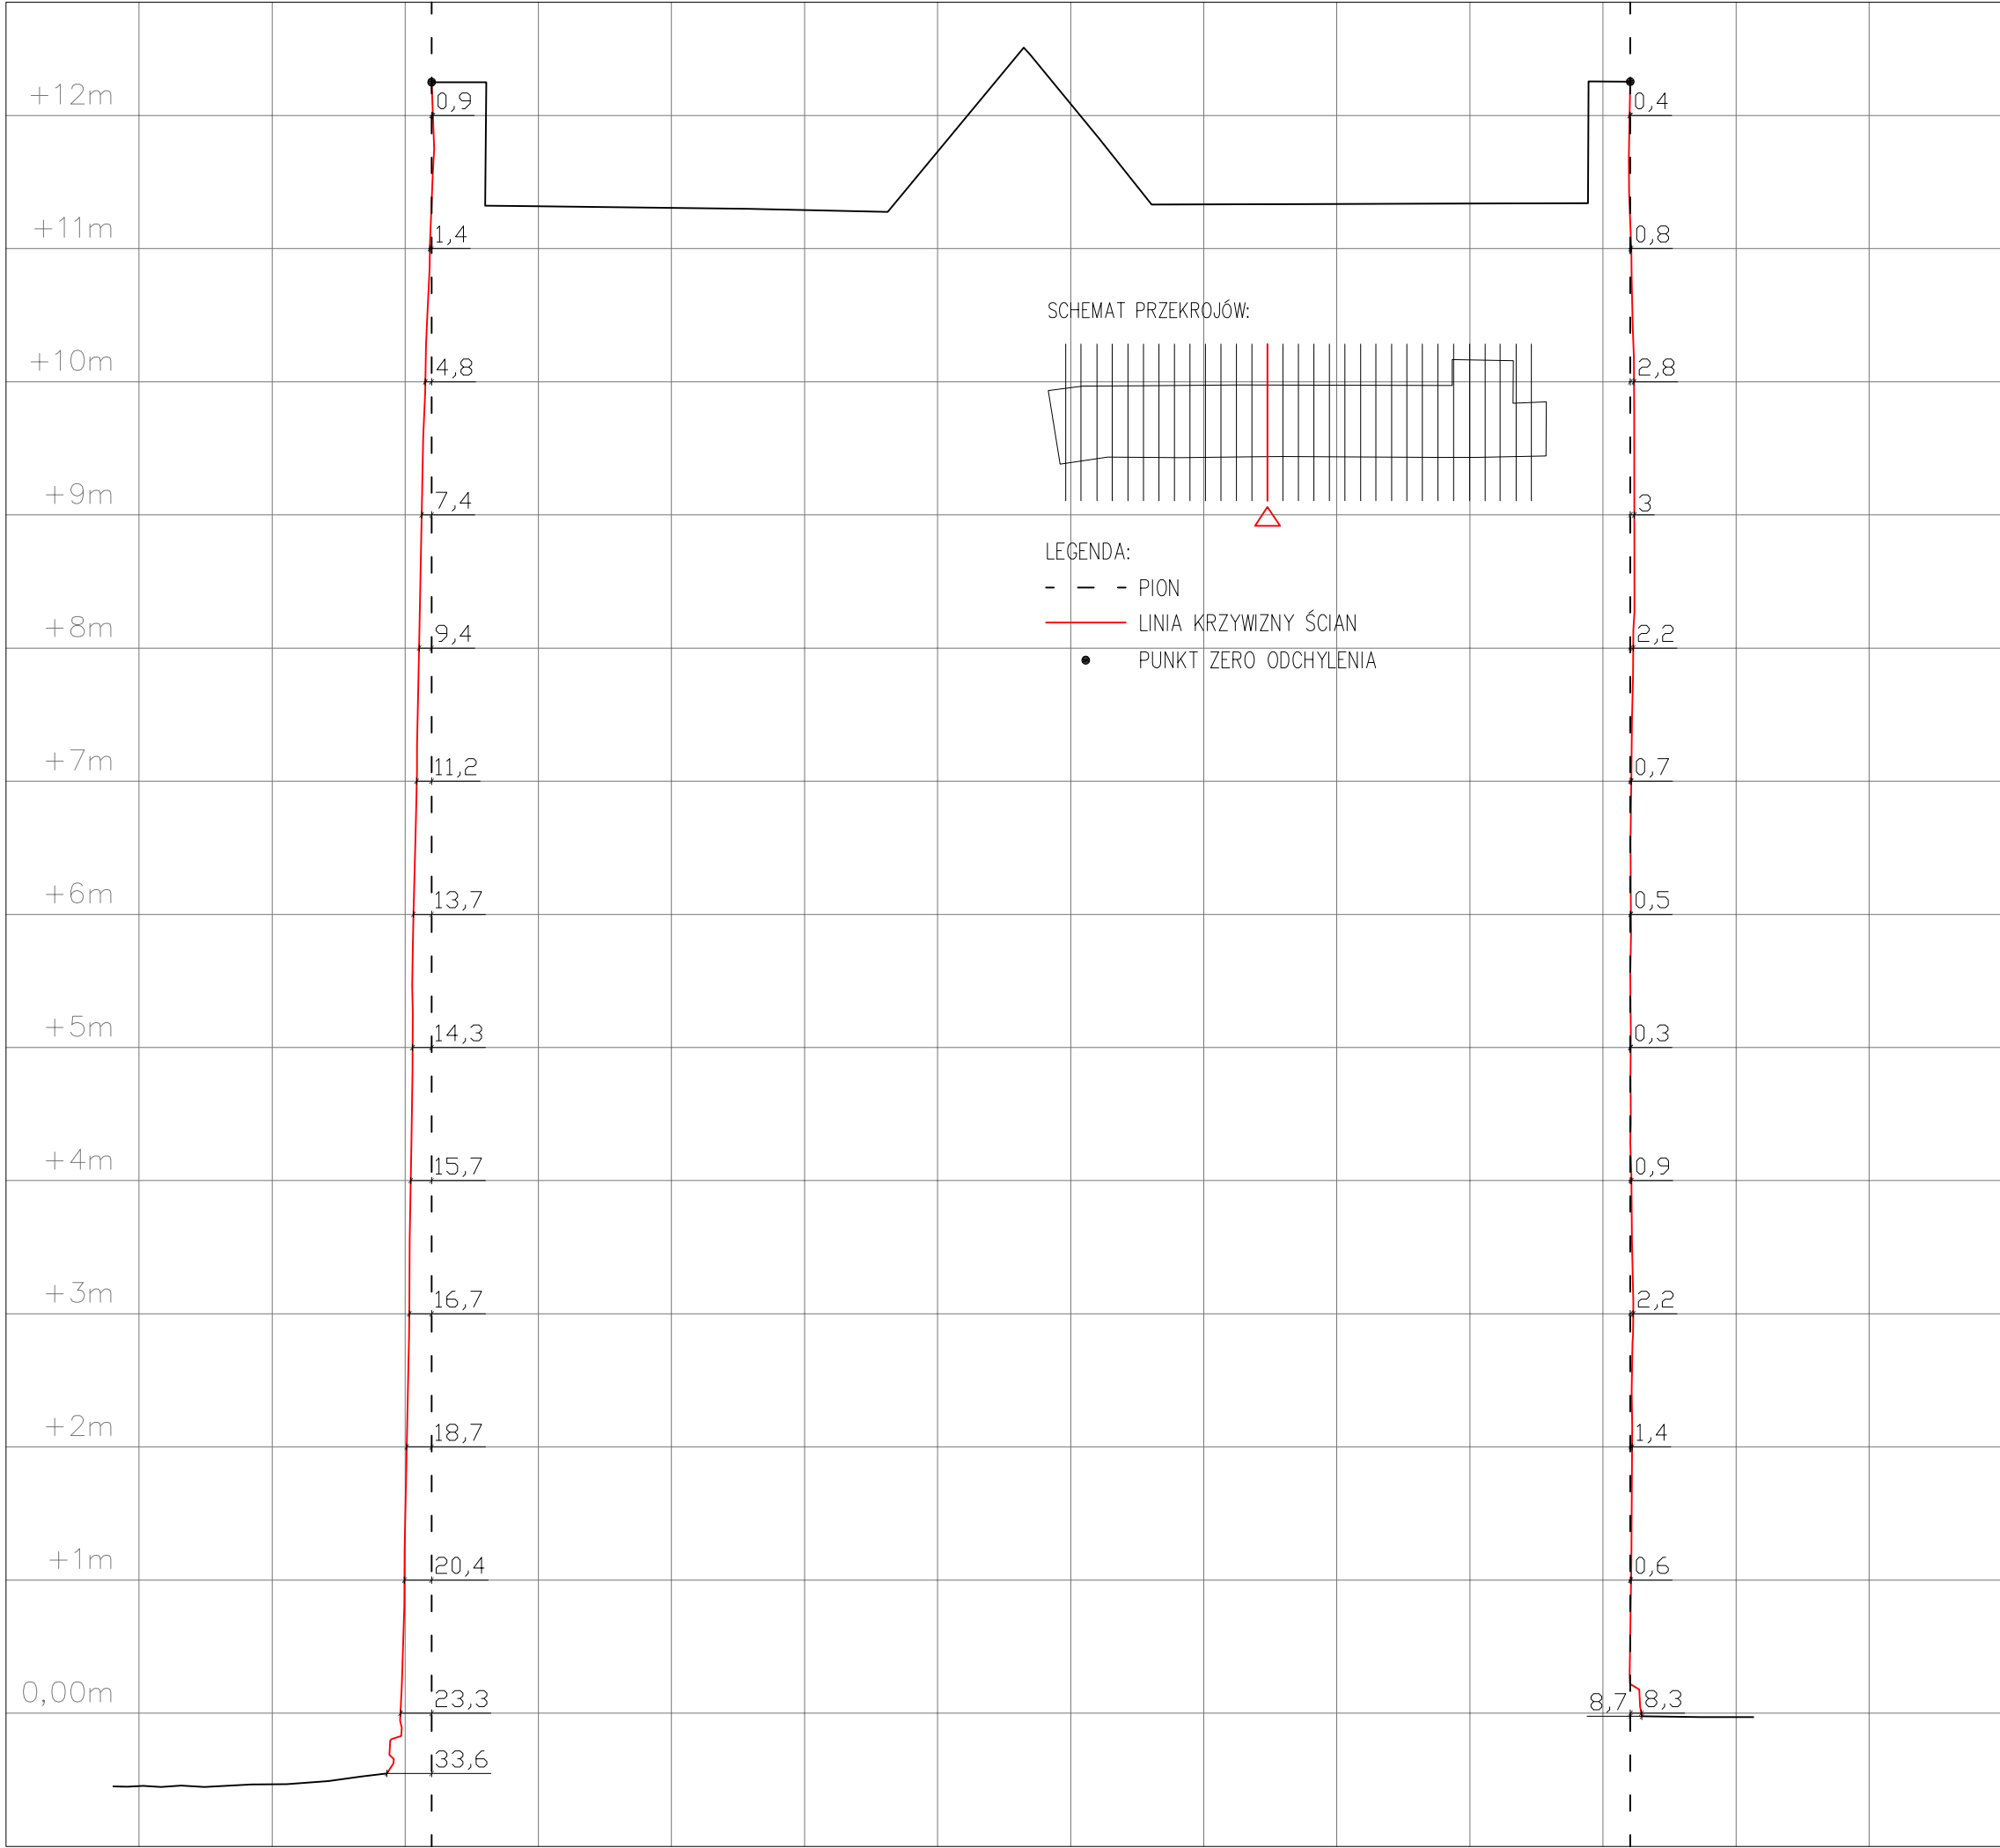 +12m 0,9 0,4
+11m 1,4 0,8
SCHEMAT PRZEKROJÓW:
+10m 4,8 2,8
+9m 7,4 3
LEGENDA:
PION
LINIA KRZYWIZNY ŚCIAN
+8m 9,4 2,2
PUNKT ZERO ODCHYLENIA
+7m 11,2 0,7
+6m 13,7 0,5
+5m 14,3 0,3
+4m 15,7 0,9
+3m 16,7 2,2
+2m 18,7 1,4
+1m 20,4 0,6
0,00m 23,3 8,7 8,3
33,6